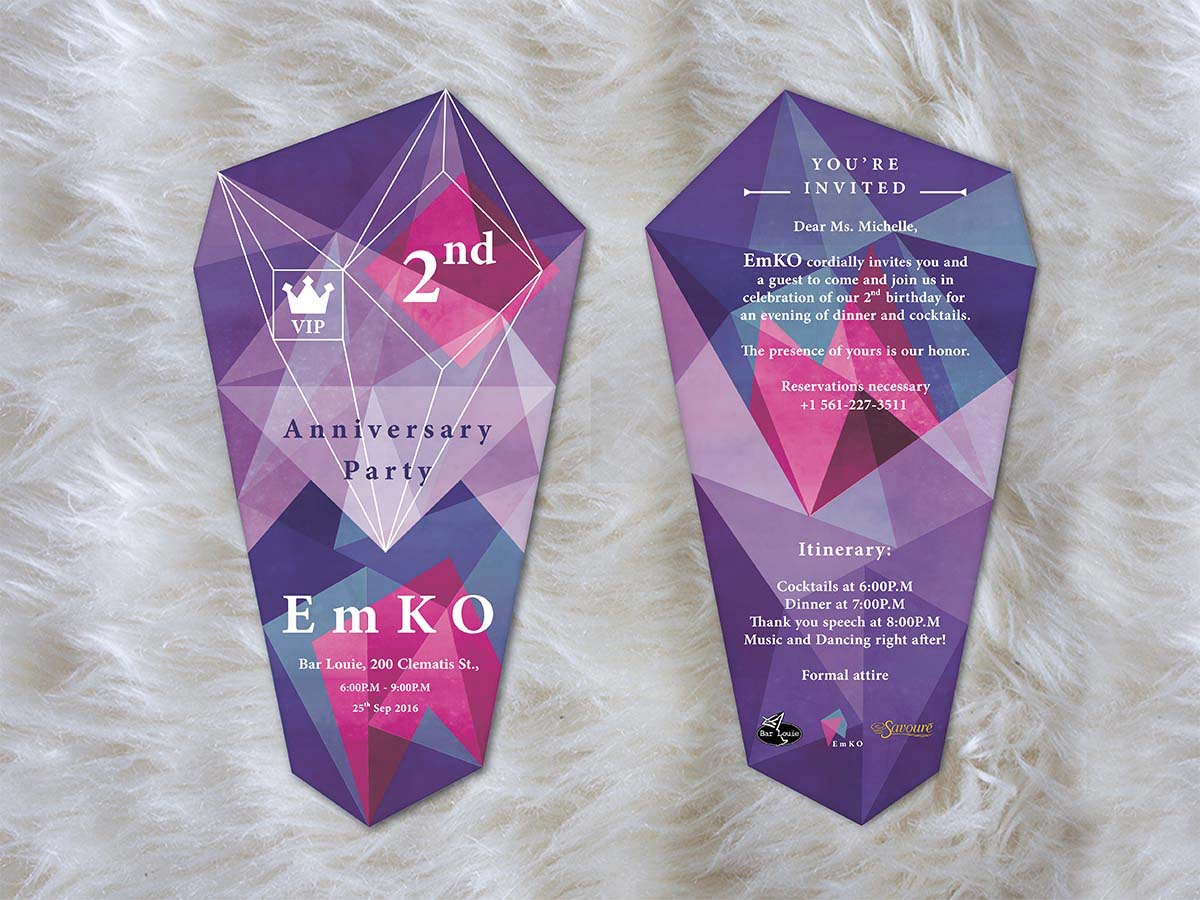 2nd
VIP
Anniversary
Party
EmKO
Bar Louie, 200 Clematis St.,
6:00P.M - 9:00P.M
25th Sep 2016
YOU'RE
INVITED
Dear Ms. Michelle,
EmKO cordially invites you and
a guest to come and join us in
celebration of our 2nd birthday for
an evening of dinner and cocktails.
The presence of yours is our honor.
Reservations necessary
+1 561-227-3511
Itinerary:
Cocktails at 6:00P.M
Dinner at 7:00P.M
Thank you speech at 8:00P.M
Music and Dancing right after!
Formal attire
Bar Louie
EmKO
Savouré